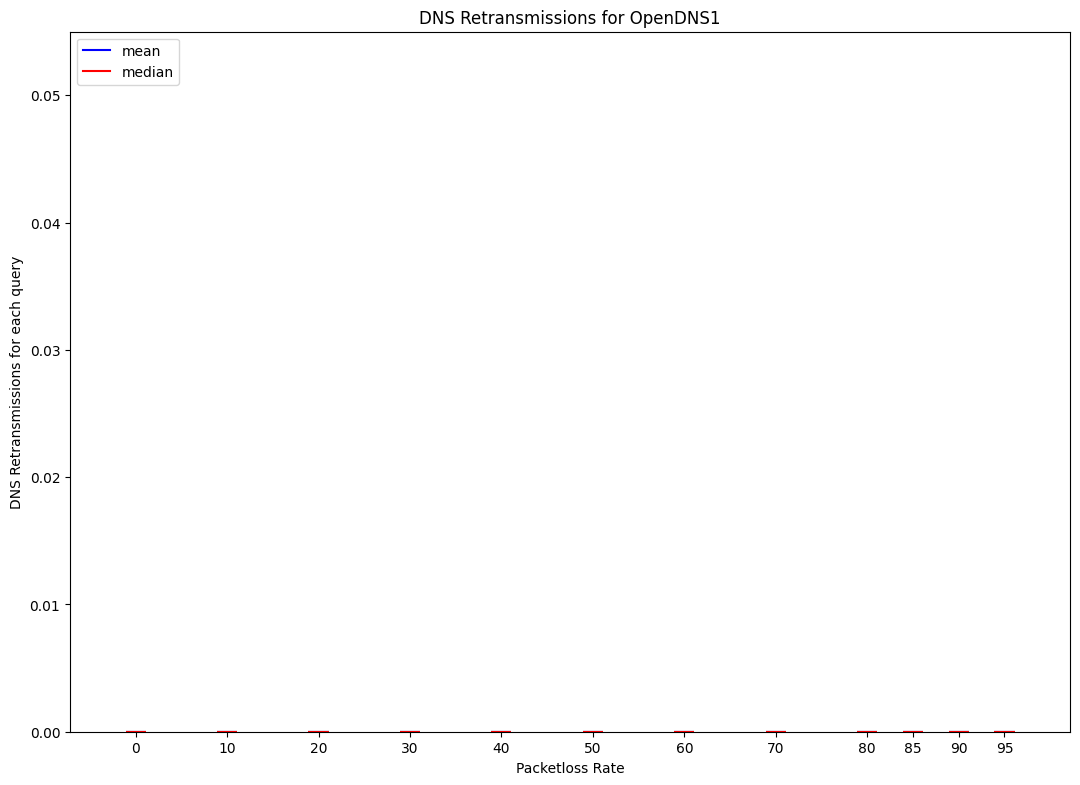 DNS Retransmissions for OpenDNS1
mean
median
DNS Retransmissions for each query
0.05
0.04
0.03
0.02
0.01
0.00
0 10 20 30 40 50 60 70 80 85 90 95
Packetloss Rate